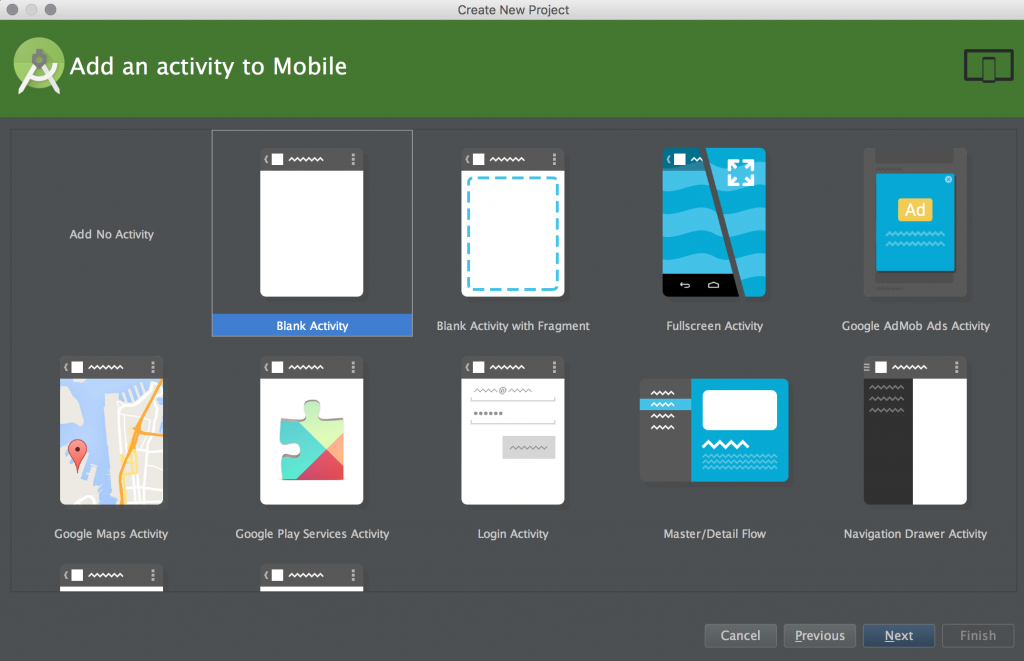 Create New Project
Add an activity to Mobile
Add No Activity
Blank Activity
Blank Activity with Fragment
Fullscreen Activity
Ad
Google AdMob Ads Activity
@
Google Maps Activity
Google Play Services Activity
Login Activity
Master/Detail Flow
Navigation Drawer Activity
Cancel
Previous
Next
Finish